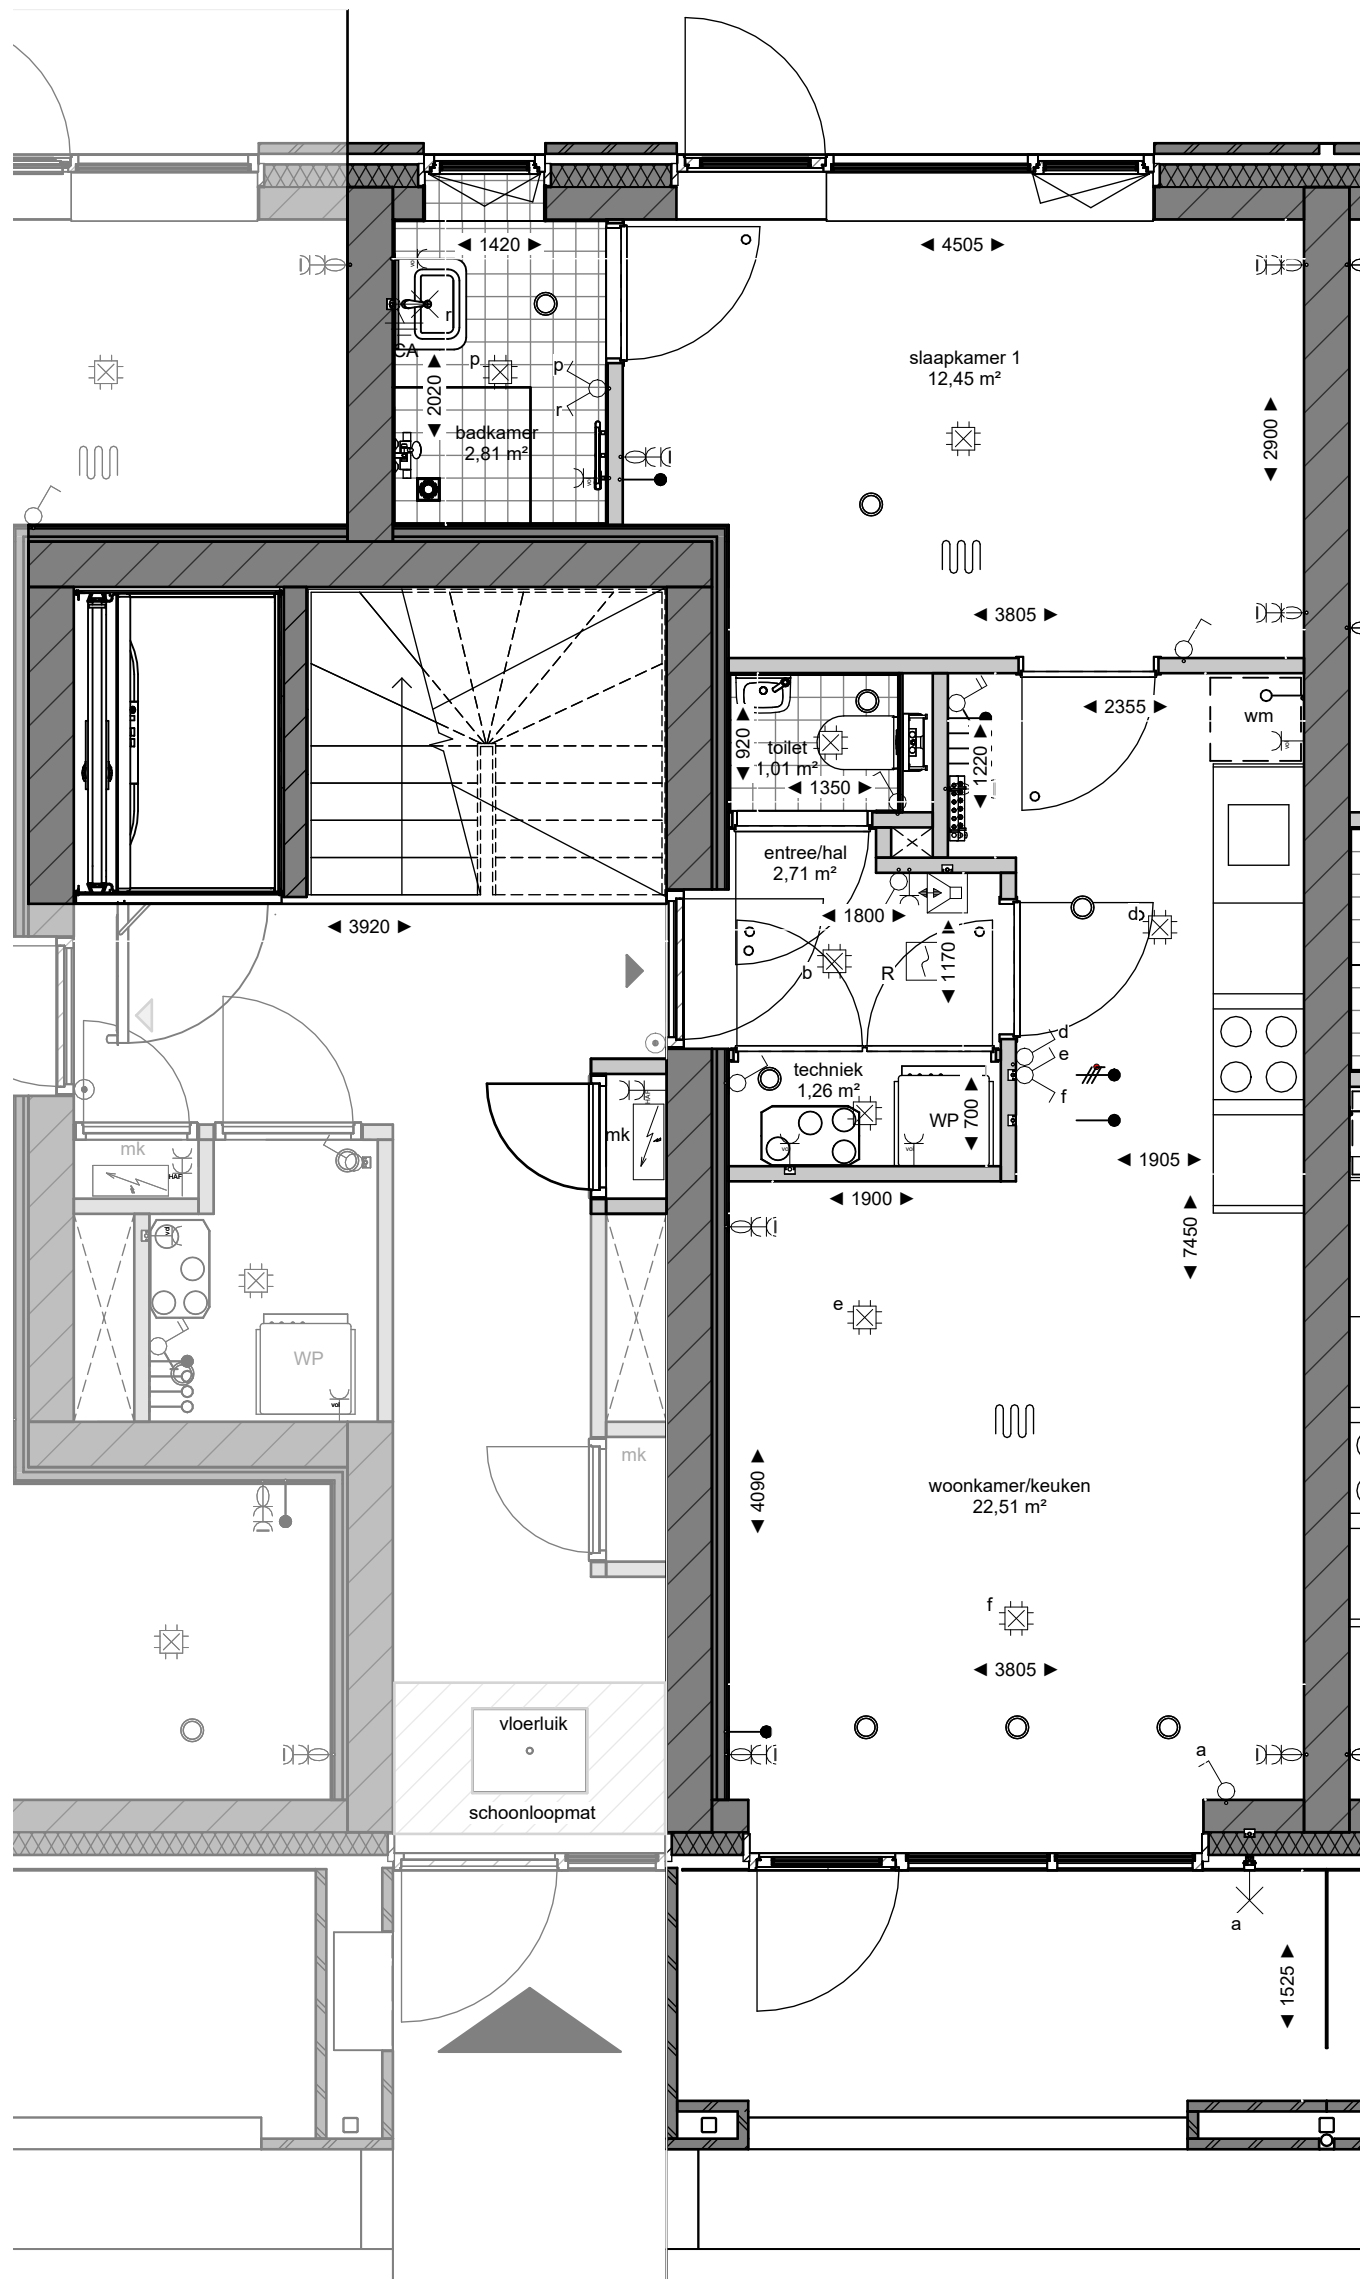 ◄ 1420 ►
◄ 4505 ►
r
CA
p
p
r
◄ 2020 ►
badkamer
2,81 m²
slaapkamer 1
12,45 m²
◄ 2900 ►
◄ 3805 ►
◄ 2355 ►
wm
◄ 920 ►
toilet
1,01 m²
◄ 1350 ►
◄ 1220 ►
entree/hal
2,71 m²
◄ 1800 ►
◄ 3920 ►
d
b
R
◄ 1170 ►
d
e
f
techniek
1,26 m²
WP
◄ 700 ►
mk
HAF
mk
HAF
◄ 1905 ►
◄ 1900 ►
◄ 7450 ►
e
WP
mk
◄ 4090 ►
woonkamer/keuken
22,51 m²
f
◄ 3805 ►
vloerluik
schoonloopmat
a
a
◄ 1525 ►